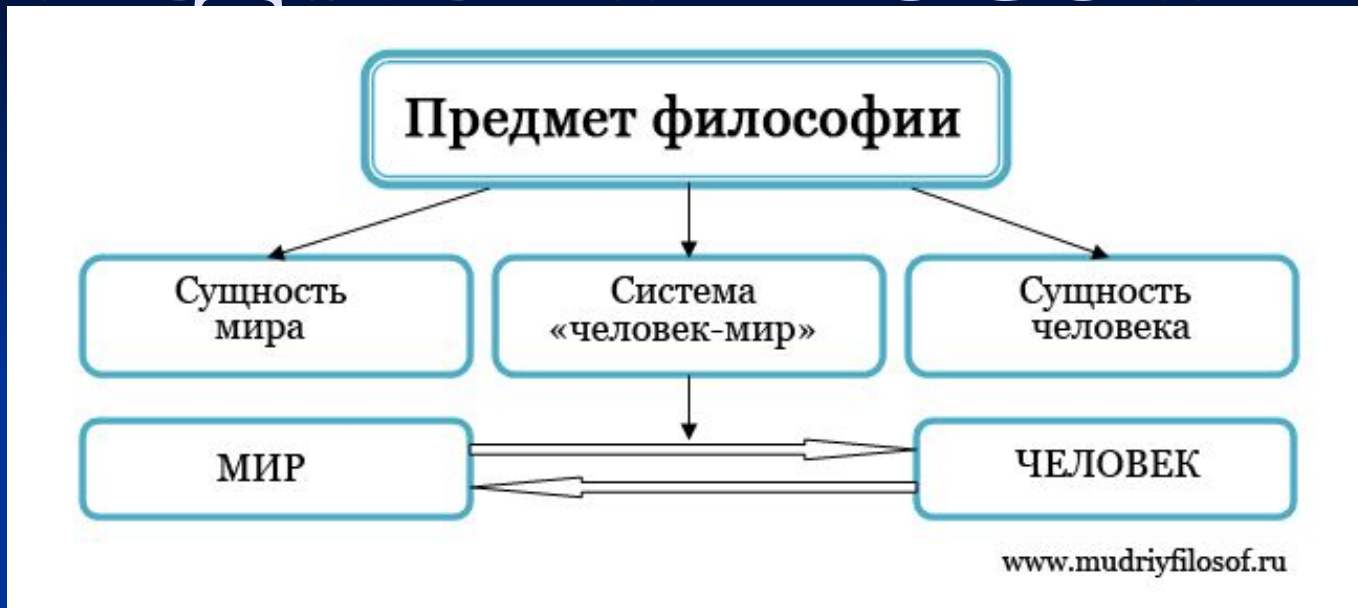 Предмет философии
Сущность
мира
Система
«человек-мир»
Сущность
человека
МИР
ЧЕЛОВЕК
www.mudriyfilosof.ru